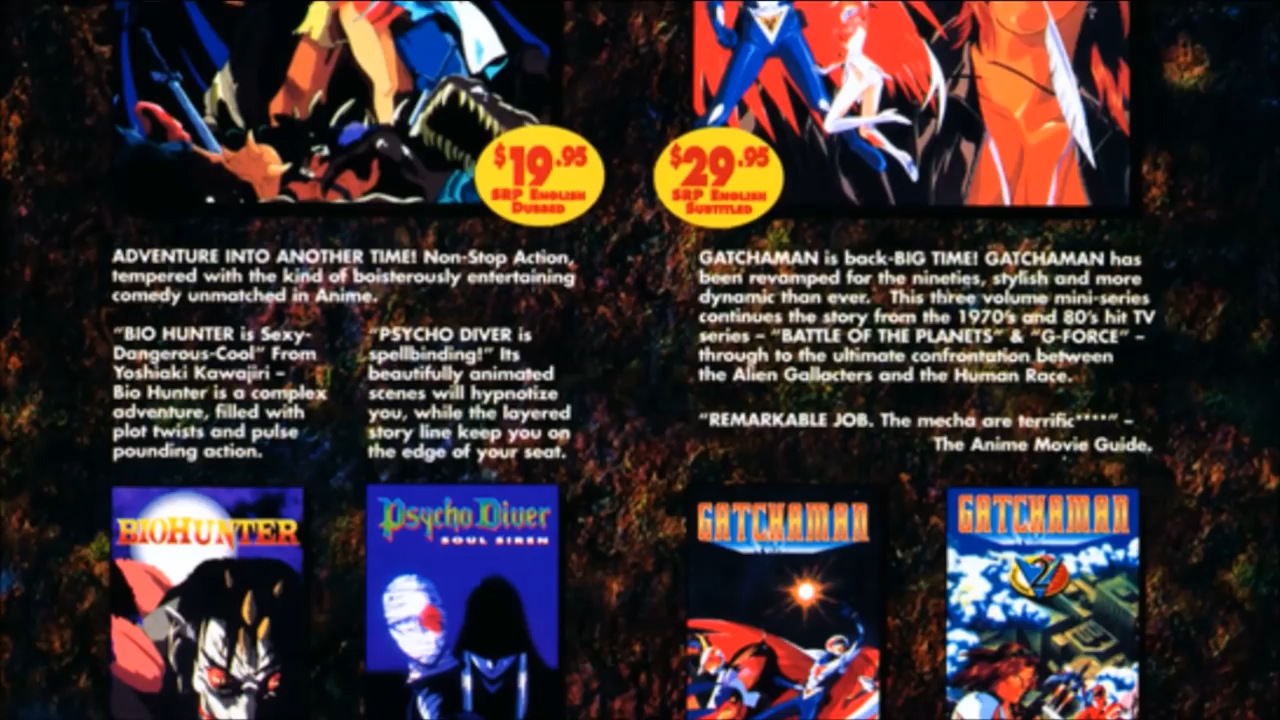 $19.95
SRP ENGLISH
DUBBED
$29.95
SRP ENGLISH
SUBTITLED
ADVENTURE INTO ANOTHER TIME! Non-Stop Action,
tempered with the kind of boisterously entertaining
comedy unmatched in Anime.
"BIO HUNTER is Sexy-
Dangerous-Cool" From
Yoshiaki Kawajiri –
Bio Hunter is a complex
adventure, filled with
plot twists and pulse
pounding action.
"PSYCHO DIVER is
spellbinding!" Its
beautifully animated
scenes will hypnotize
you, while the layered
story line keep you on
the edge of your seat.
GATCHAMAN is back-BIG TIME! GATCHAMAN has
been revamped for the nineties, stylish and more
dynamic than ever. This three volume mini-series
continues the story from the 1970's and 80's hit TV
series – "BATTLE OF THE PLANETS" & "G-FORCE" –
through to the ultimate confrontation between
the Alien Gallacters and the Human Race.
"REMARKABLE JOB. The mecha are terrific****" –
The Anime Movie Guide.
BIOHUNTER
Psycho Diver
SOUL SIREN
GATCHAMAN
GATCHAMAN
2